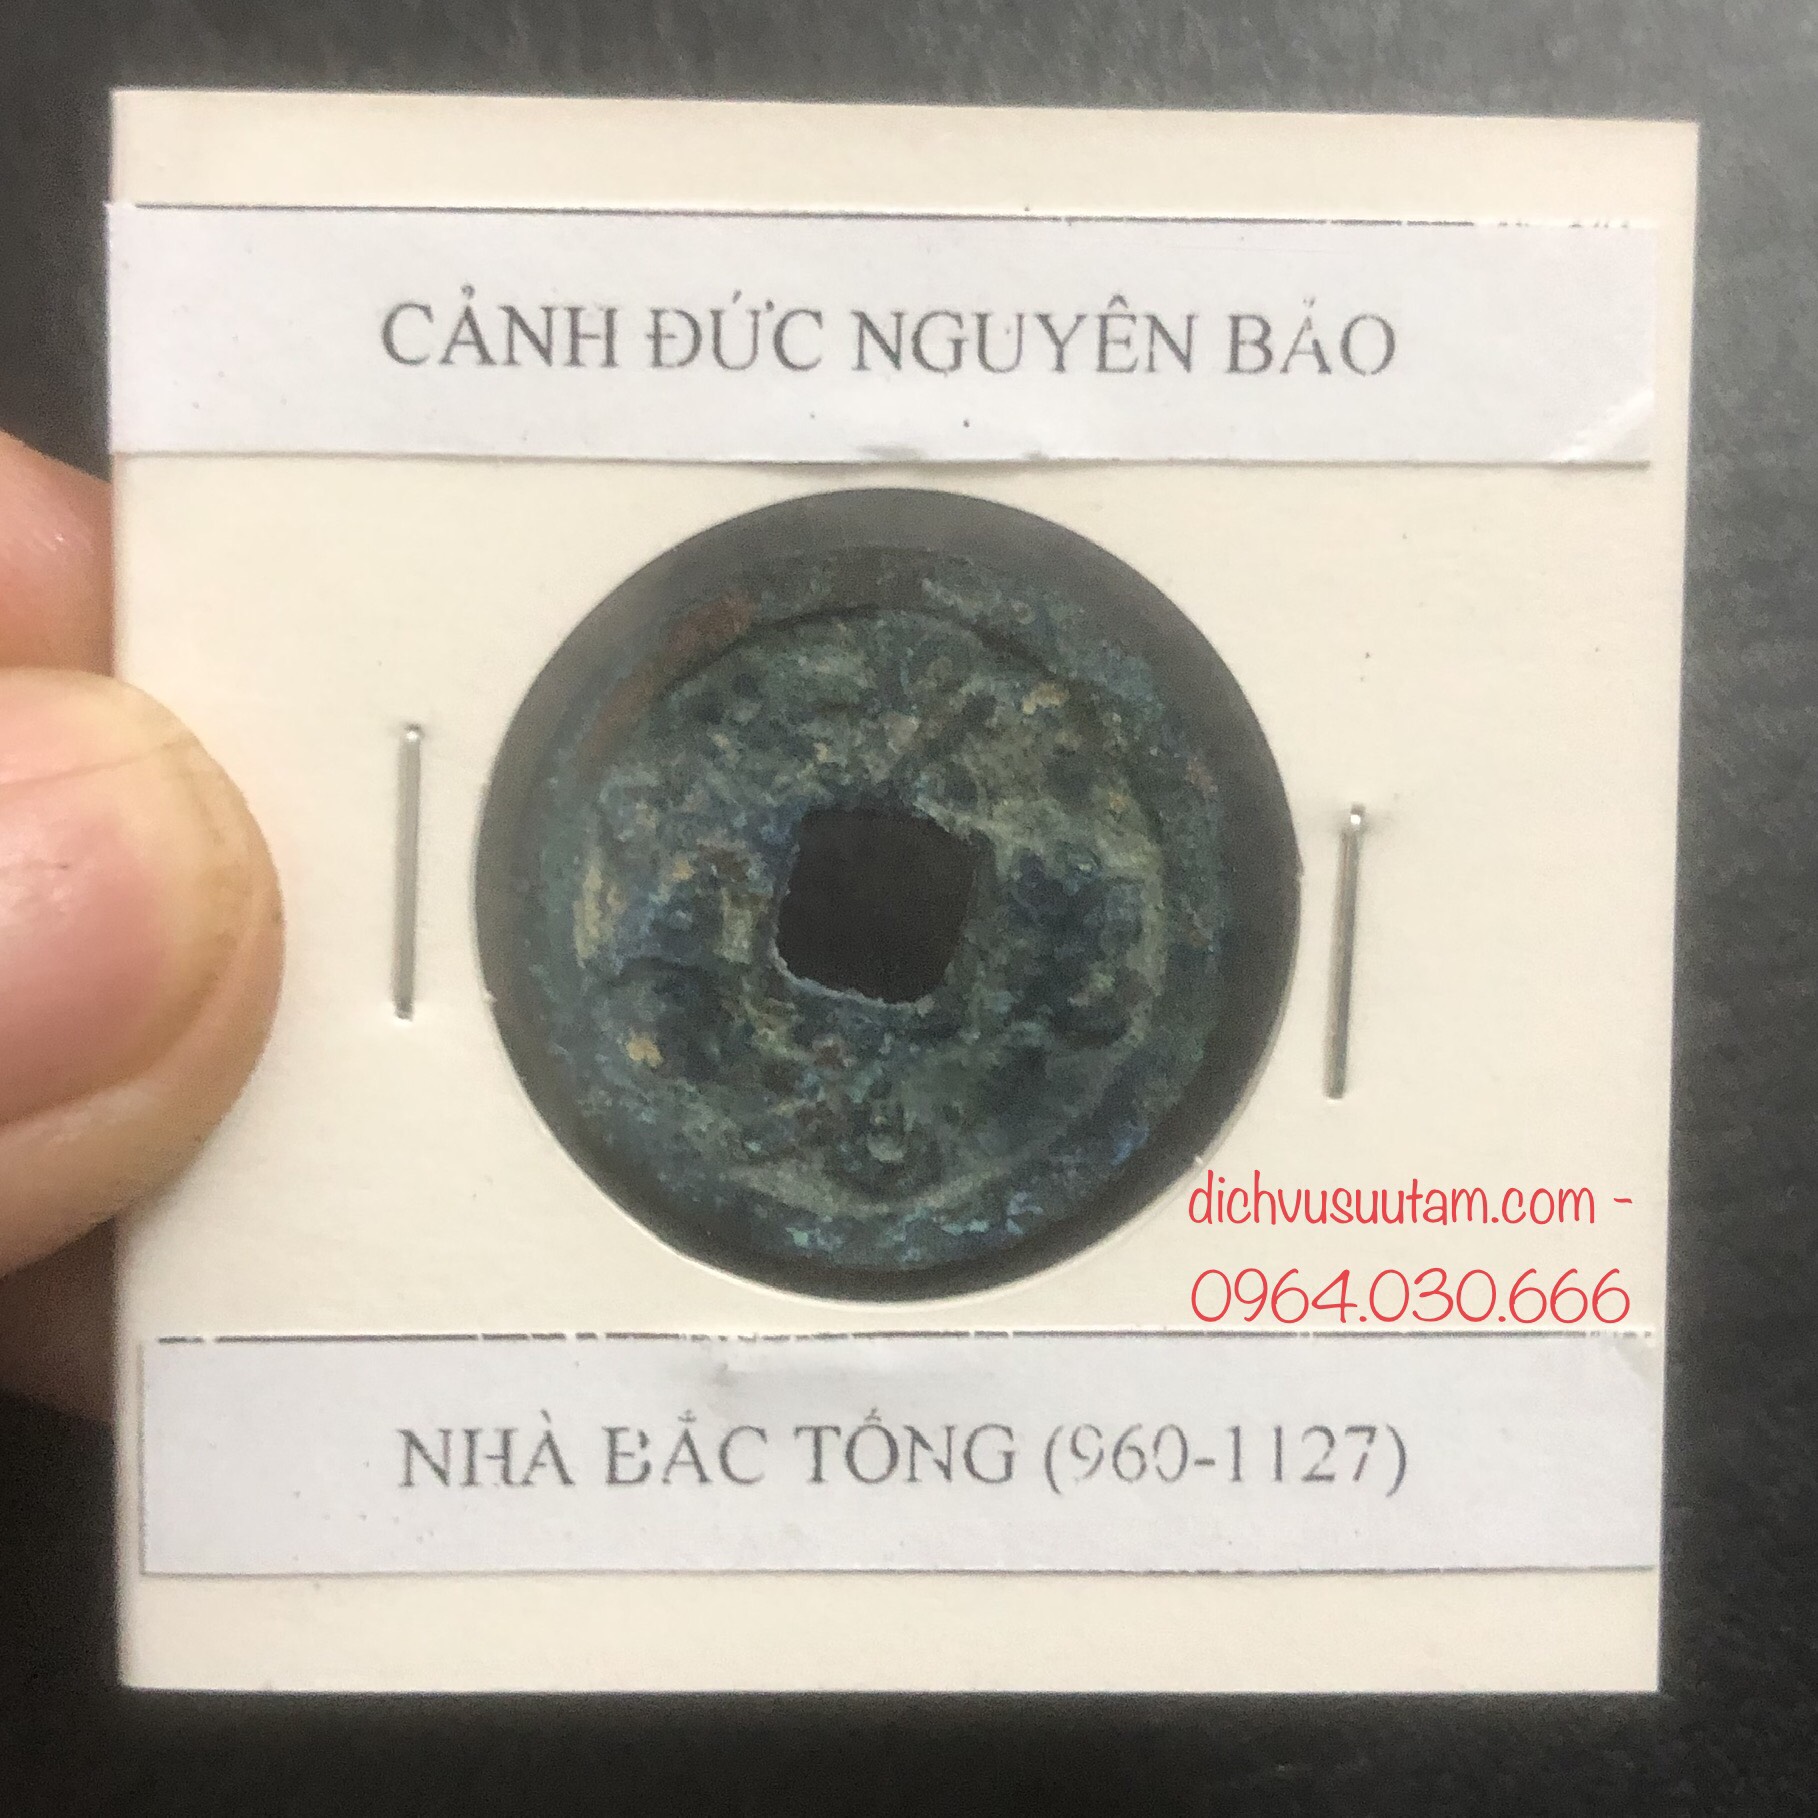 CẢNH ĐỨC NGUYÊN BẢO
dichvusuutam.com -
0964.030.666
NHÀ BẮC TỐNG (960-1127)